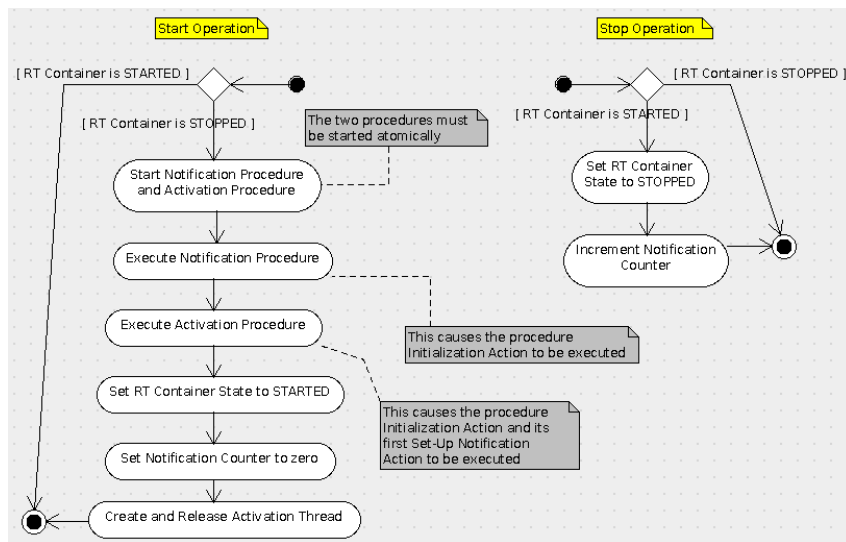 Start Operation
[ RT Container is STARTED ]
[ RT Container is STOPPED ]
The two procedures must
be started atomically
Start Notification Procedure
and Activation Procedure
Execute Notification Procedure
This causes the procedure
Initialization Action to be executed
Execute Activation Procedure
This causes the procedure
Initialization Action and its
first Set-Up Notification
Action to be executed
Set RT Container State to STARTED
Set Notification Counter to zero
Create and Release Activation Thread
Stop Operation
[ RT Container is STOPPED ]
[ RT Container is STARTED ]
Set RT Container
State to STOPPED
Increment Notification
Counter